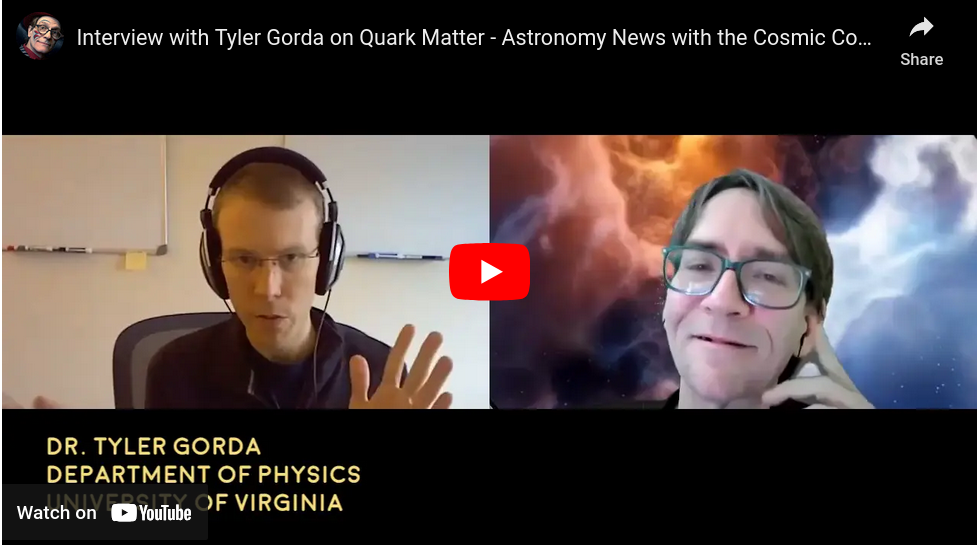 Interview with Tyler Gorda on Quark Matter - Astronomy News with the Cosmic Co...
Share
DR. TYLER GORDA
DEPARTMENT OF PHYSICS
UNIVERSITY OF VIRGINIA
Watch on YouTube